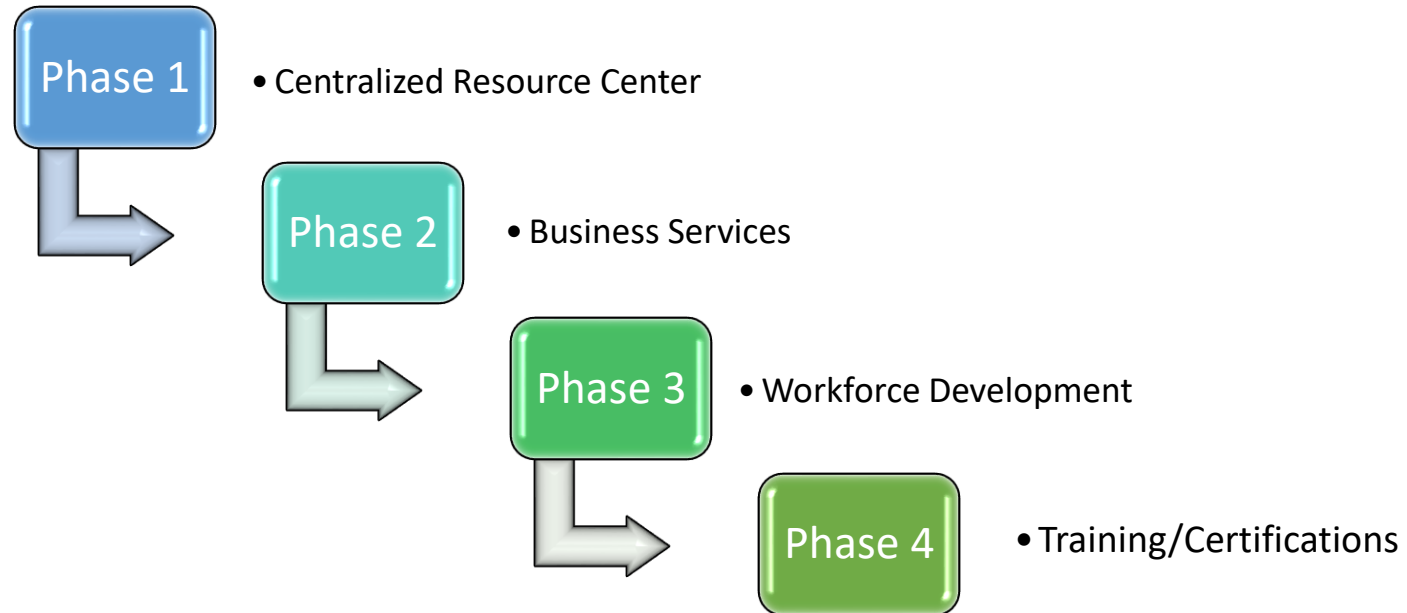 Phase 1
• Centralized Resource Center
Phase 2
• Business Services
Phase 3
• Workforce Development
Phase 4
• Training/Certifications